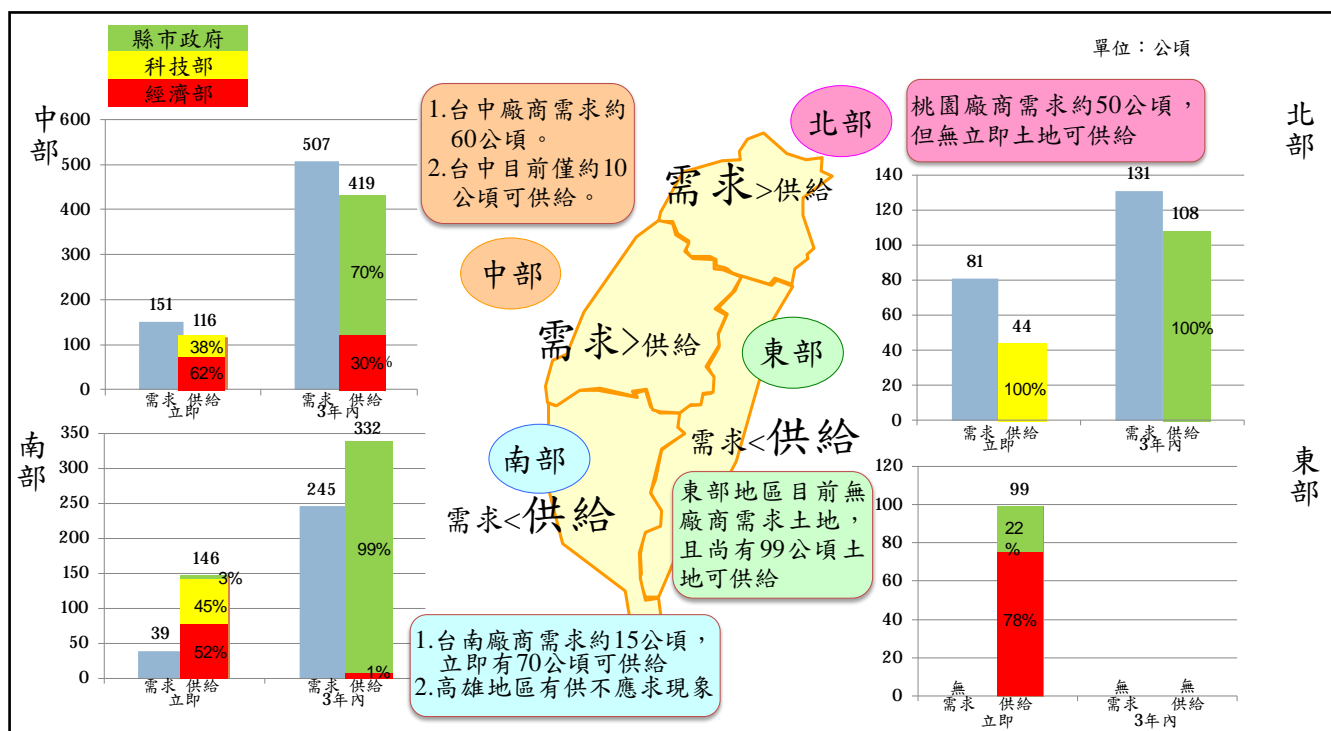 縣市政府
科技部
經濟部
單位：公頃
中部
600
500
400
300
200
100
0
151
116
38%
62%
507
419
70%
30%
需求 供給
立即
需求 供給
3年內
1.台中廠商需求約
60公頃。
2.台中目前僅約10
公頃可供給。
北部
桃園廠商需求約50公頃，
但無立即土地可供給
北部
140
120
100
80
60
40
20
0
81
44
100%
131
108
100%
需求 供給
立即
需求 供給
3年內
需求>供給
中部
需求>供給
東部
需求<供給
南部
需求<供給
南部
350
300
250
200
150
100
50
0
39
146
3%
45%
52%
245
332
99%
1%
需求 供給
立即
需求 供給
3年內
1.台南廠商需求約15公頃，
立即有70公頃可供給
2.高雄地區有供不應求現象
東部地區目前無
廠商需求土地，
且尚有99公頃土
地可供給
東部
120
100
80
60
40
20
0
99
22
%
78%
無
無
無
需求 供給
立即
需求 供給
3年內